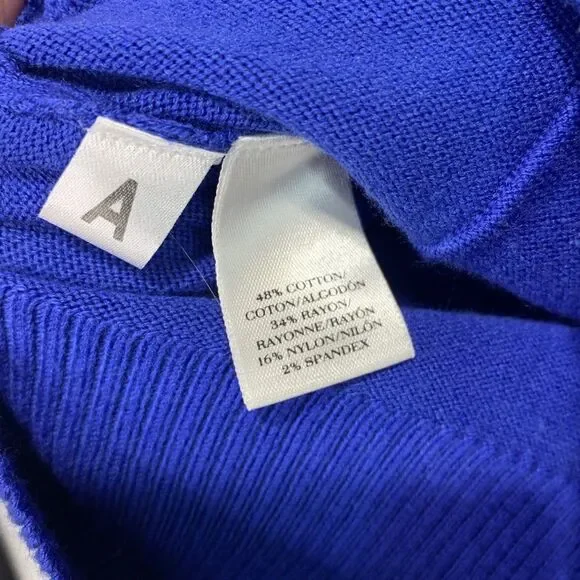 A
48% COTTON/
COTON/ALGODÓN
34% RAYON/
RAYONNE/RAYÓN
16% NYLON/NILÓN
2% SPANDEX